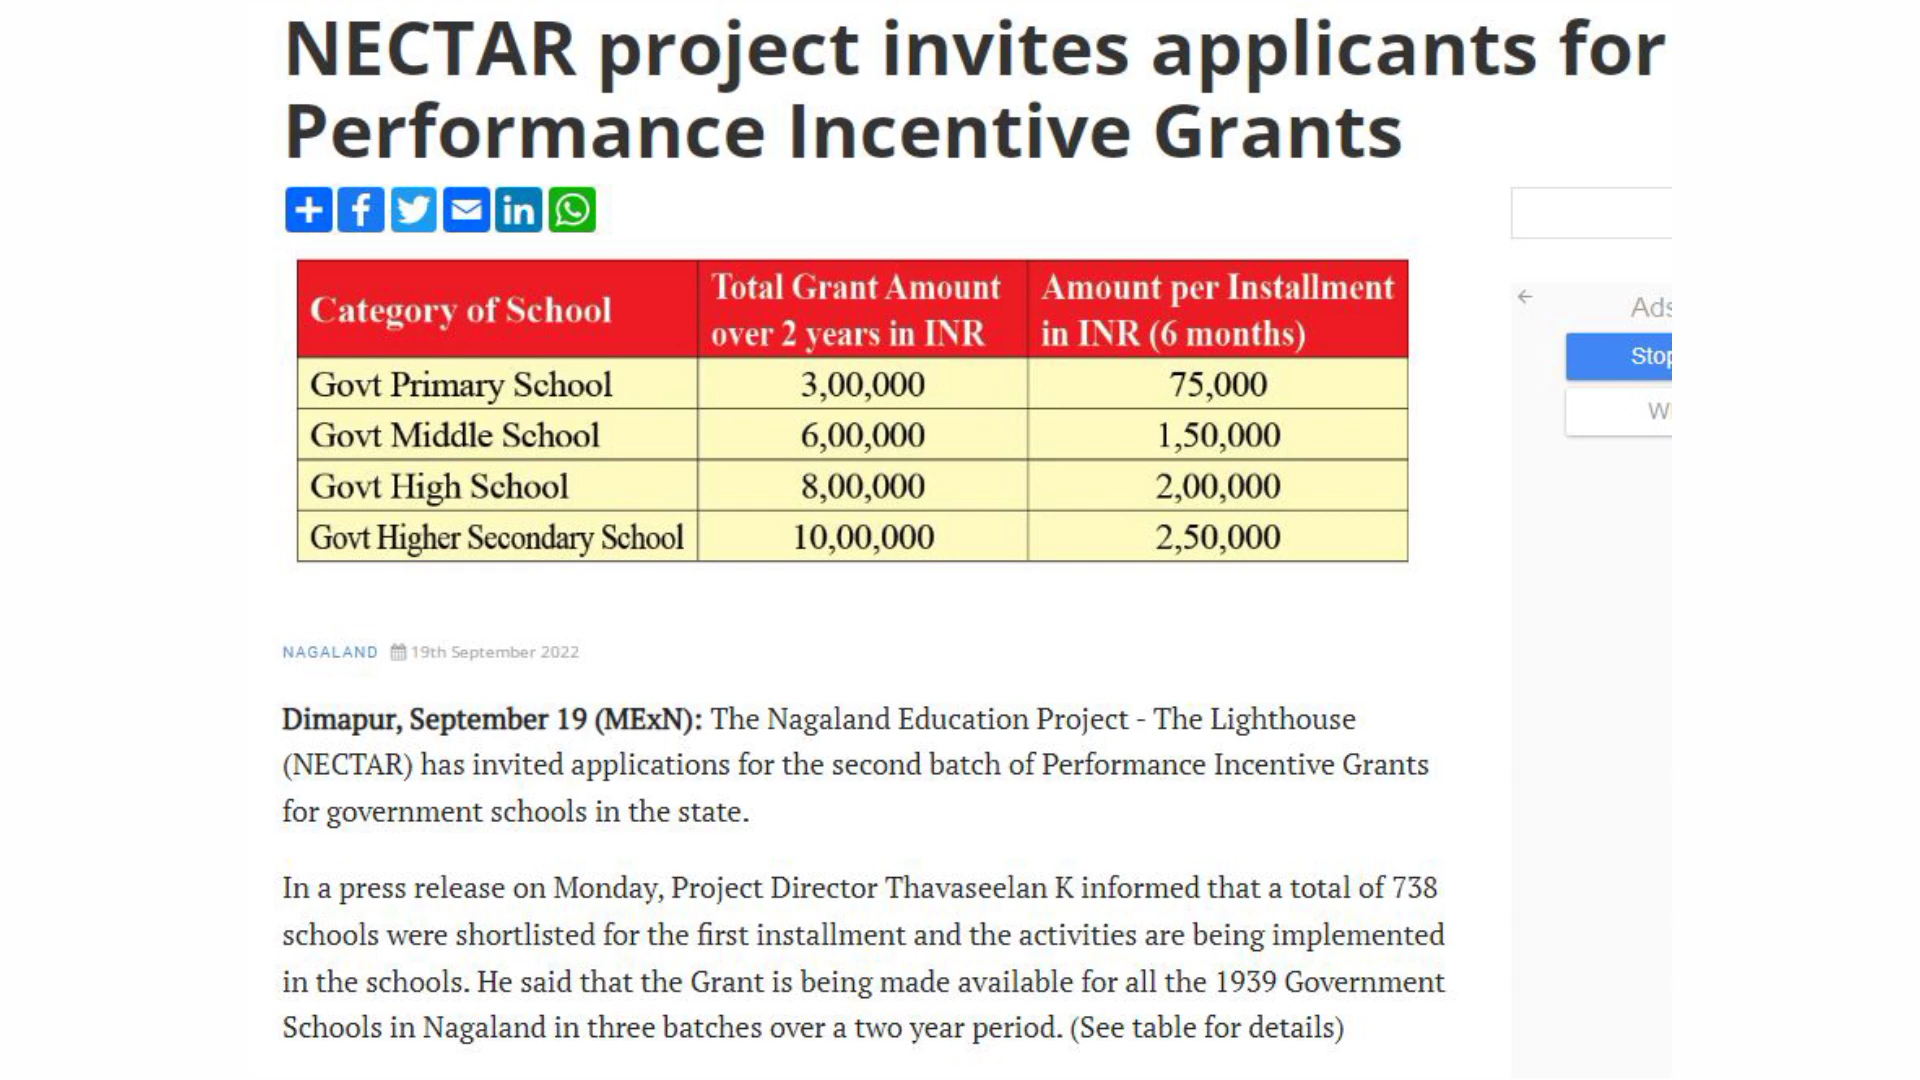 NECTAR project invites applicants for
Performance Incentive Grants
Category of School Total Grant Amount over 2 years in INR Amount per Installment in INR (6 months)
Govt Primary School 3,00,000 75,000
Govt Middle School 6,00,000 1,50,000
Govt High School 8,00,000 2,00,000
Govt Higher Secondary School 10,00,000 2,50,000
NAGALAND 19th September 2022
Dimapur, September 19 (MExN): The Nagaland Education Project - The Lighthouse
(NECTAR) has invited applications for the second batch of Performance Incentive Grants
for government schools in the state.
In a press release on Monday, Project Director Thavaseelan K informed that a total of 738
schools were shortlisted for the first installment and the activities are being implemented
in the schools. He said that the Grant is being made available for all the 1939 Government
Schools in Nagaland in three batches over a two year period. (See table for details)
Ads
Stop